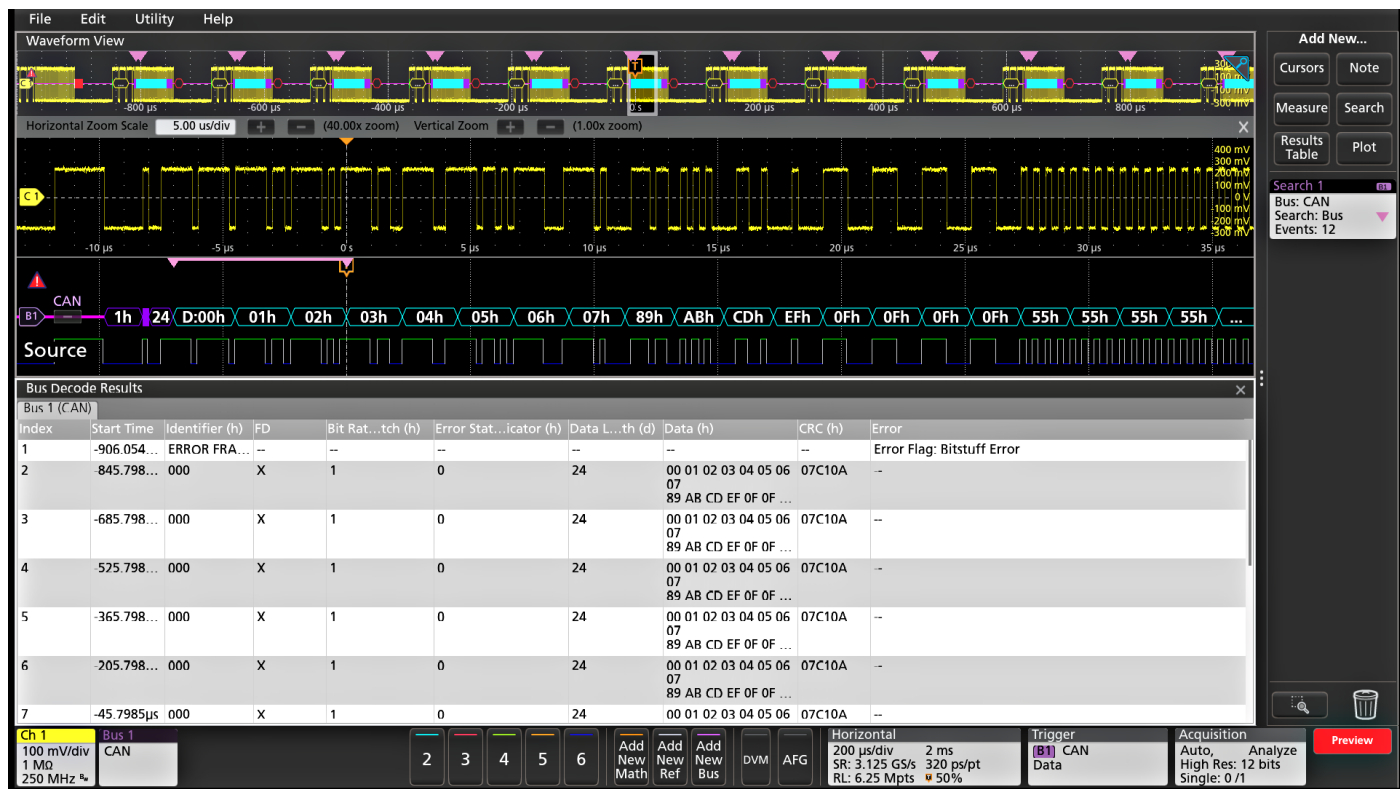 File Edit Utility Help
Waveform View
-800 µs -600 µs -400 µs -200 µs 0 s 200 µs 400 µs 600 µs 800 µs
Horizontal Zoom Scale 5.00 us/div + − (40.00x zoom) Vertical Zoom + − (1.00x zoom) X
400 mV
300 mV
200 mV
100 mV
C 1
0 V
-100 mV
-200 mV
-300 mV
-10 µs -5 µs 0 s 5 µs 10 µs 15 µs 20 µs 25 µs 30 µs 35 µs
CAN
B1 1h 24 D:00h 01h 02h 03h 04h 05h 06h 07h 89h ABh CDh EFh 0Fh 0Fh 0Fh 0Fh 55h 55h 55h 55h ...
Source
Bus Decode Results
Bus 1 (CAN)
Index Start Time Identifier (h) FD Bit Rat...tch (h) Error Stat...icator (h) Data L...th (d) Data (h) CRC (h) Error
1 -906.054... ERROR FRA... -- -- -- -- -- -- Error Flag: Bitstuff Error
2 -845.798... 000 X 1 0 24 00 01 02 03 04 05 06 07C10A --
07
89 AB CD EF 0F 0F ...
3 -685.798... 000 X 1 0 24 00 01 02 03 04 05 06 07C10A --
07
89 AB CD EF 0F 0F ...
4 -525.798... 000 X 1 0 24 00 01 02 03 04 05 06 07C10A --
07
89 AB CD EF 0F 0F ...
5 -365.798... 000 X 1 0 24 00 01 02 03 04 05 06 07C10A --
07
89 AB CD EF 0F 0F ...
6 -205.798... 000 X 1 0 24 00 01 02 03 04 05 06 07C10A --
07
89 AB CD EF 0F 0F ...
7 -45.7985µs 000 X 1 0 24 00 01 02 03 04 05 06 07C10A --
Add New...
Cursors Note
Measure Search
Results Plot
Table
Search 1 B1
Bus: CAN
Search: Bus
Events: 12
Ch 1
100 mV/div
1 MΩ
250 MHz
Bus 1
CAN
2 3 4 5 6
Add New Math
Add New Ref
Add New Bus
DVM AFG
Horizontal
200 µs/div 2 ms
SR: 3.125 GS/s 320 ps/pt
RL: 6.25 Mpts 50%
Trigger
B1 CAN
Data
Acquisition
Auto, Analyze
High Res: 12 bits
Single: 0 /1
Preview